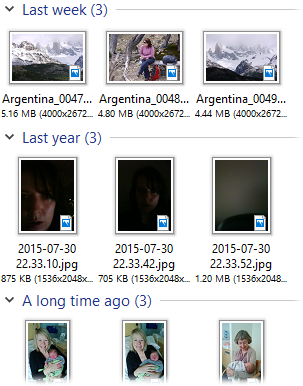 Last week (3)
Argentina_0047... Argentina_0048... Argentina_0049...
5.16 MB (4000x2672... 4.80 MB (4000x2672... 4.44 MB (4000x2672...
Last year (3)
2015-07-30 2015-07-30 2015-07-30
22.33.10.jpg 22.33.42.jpg 22.33.52.jpg
875 KB (1536x2048x... 705 KB (1536x2048x... 1.20 MB (1536x2048...
A long time ago (3)